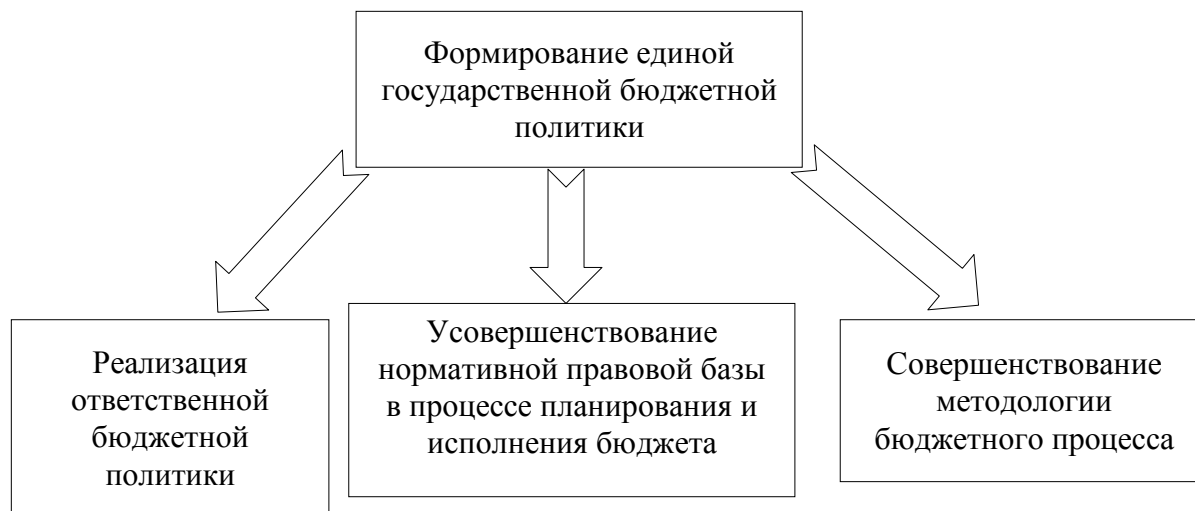 Формирование единой
государственной бюджетной
политики
Реализация
ответственной
бюджетной
политики
Усовершенствование
нормативной правовой базы
в процессе планирования и
исполнения бюджета
Совершенствование
методологии
бюджетного процесса